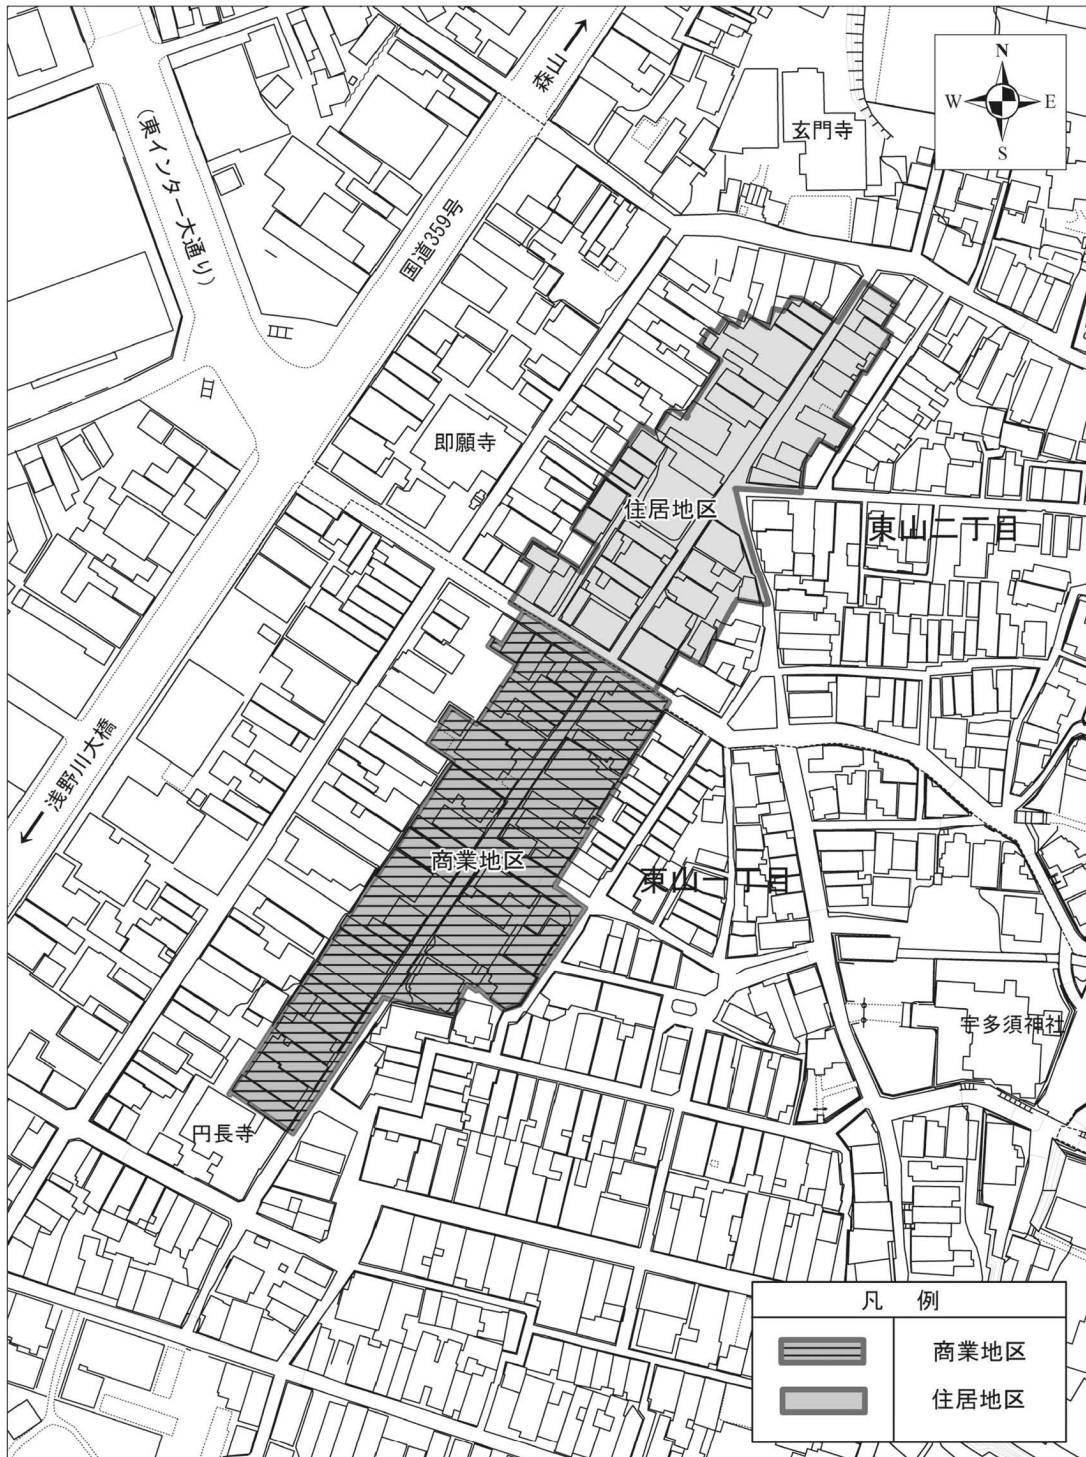 森山
N
W
E
S
玄門寺
(東インター大通り)
国道359号
即願寺
住居地区
東山二丁目
浅野川大橋
商業地区
東山一丁目
宇多須神社
円長寺
凡 例
商業地区
住居地区